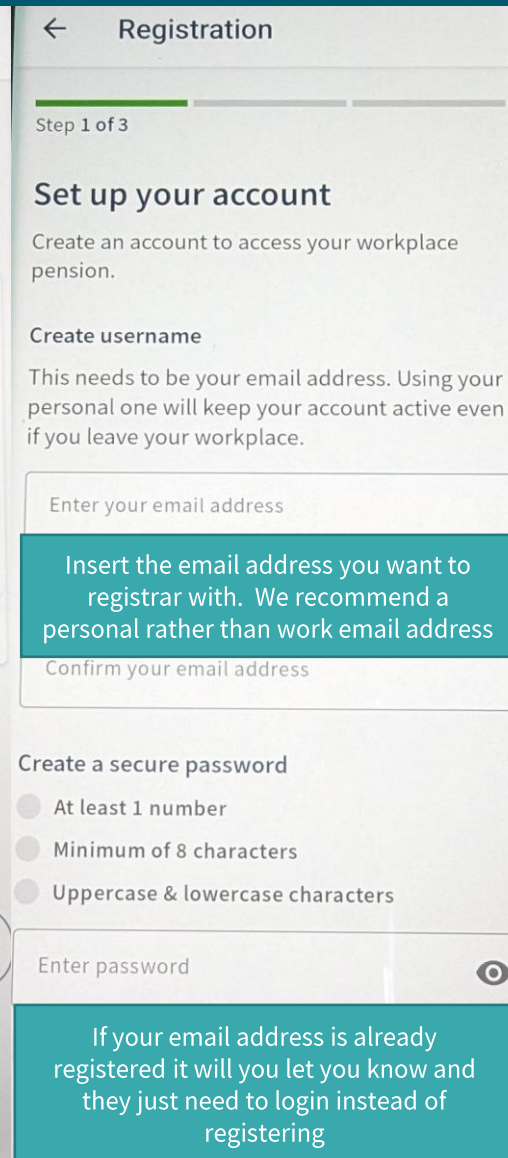 Registration
Step 1 of 3
Set up your account
Create an account to access your workplace
pension.
Create username
This needs to be your email address. Using your
personal one will keep your account active even
if you leave your workplace.
Enter your email address
Insert the email address you want to
registrar with. We recommend a
personal rather than work email address
Confirm your email address
Create a secure password
At least 1 number
Minimum of 8 characters
Uppercase & lowercase characters
Enter password
If your email address is already
registered it will you let you know and
they just need to login instead of
registering